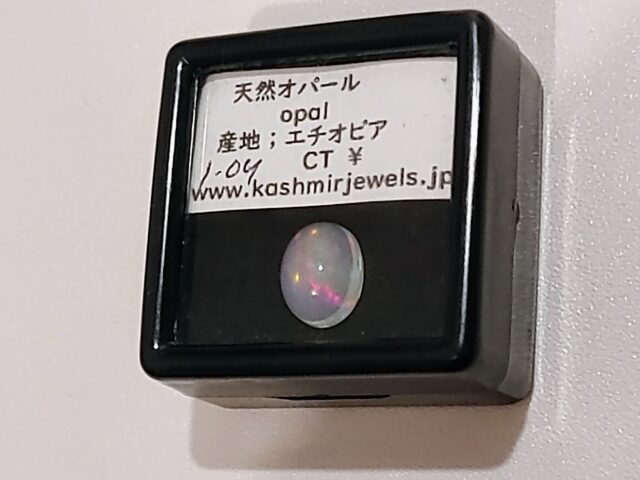 天然オパール
opal
産地；エチオピア
1.04 CT ¥
www.kashmirjewels.jp